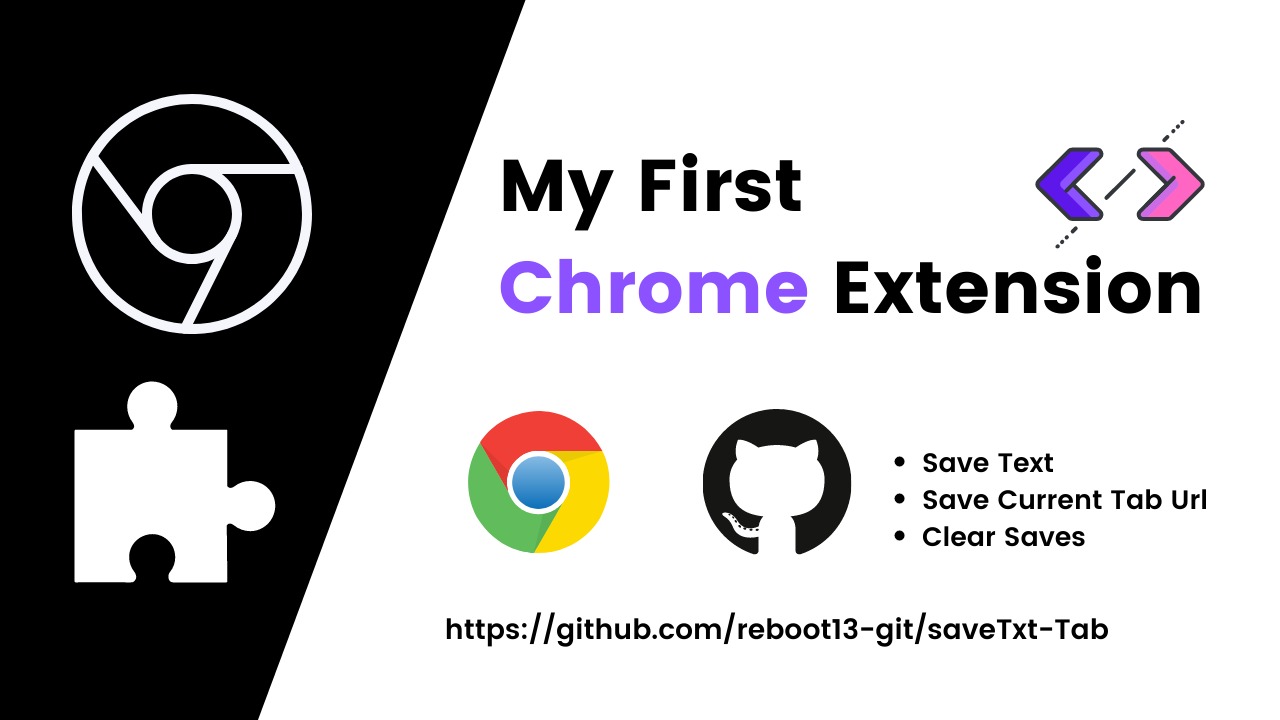 My First
Chrome Extension
• Save Text
• Save Current Tab Url
• Clear Saves
https://github.com/reboot13-git/saveTxt-Tab